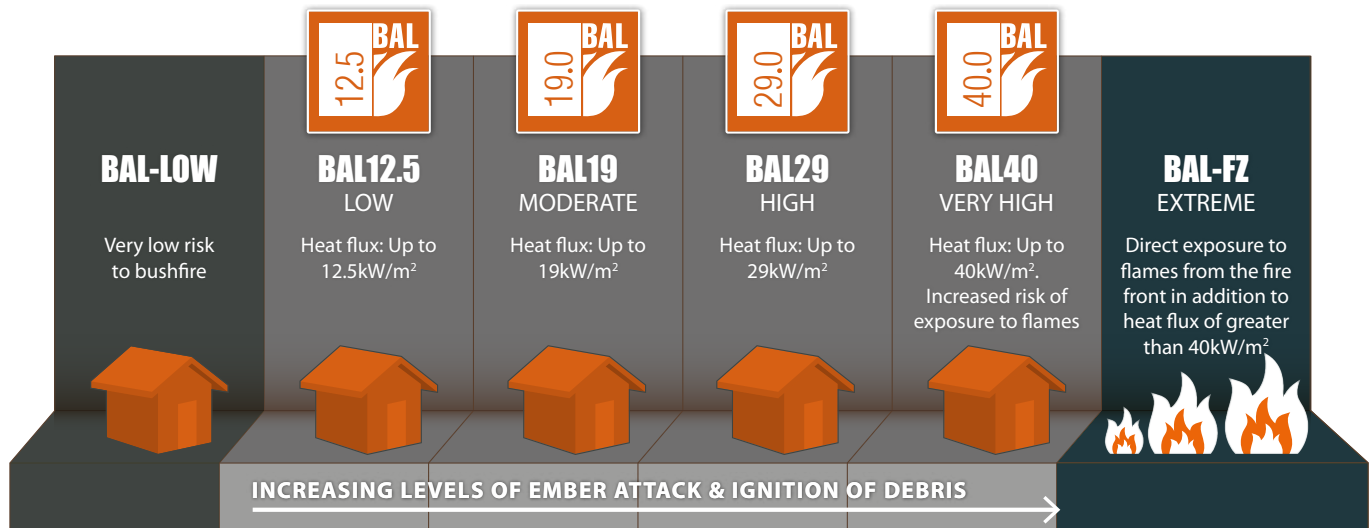 12.5
BAL
19.0
BAL
29.0
BAL
40.0
BAL
BAL-LOW
Very low risk
to bushfire
BAL12.5
LOW
Heat flux: Up to
12.5kW/m²
BAL19
MODERATE
Heat flux: Up to
19kW/m²
BAL29
HIGH
Heat flux: Up to
29kW/m²
BAL40
VERY HIGH
Heat flux: Up to
40kW/m².
Increased risk of
exposure to flames
BAL-FZ
EXTREME
Direct exposure to
flames from the fire
front in addition to
heat flux of greater
than 40kW/m²
INCREASING LEVELS OF EMBER ATTACK & IGNITION OF DEBRIS